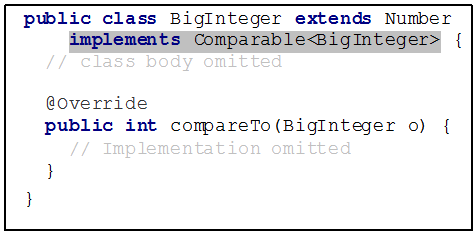 public class BigInteger extends Number
implements Comparable<BigInteger> {
// class body omitted
@Override
public int compareTo(BigInteger o) {
// Implementation omitted
}
}